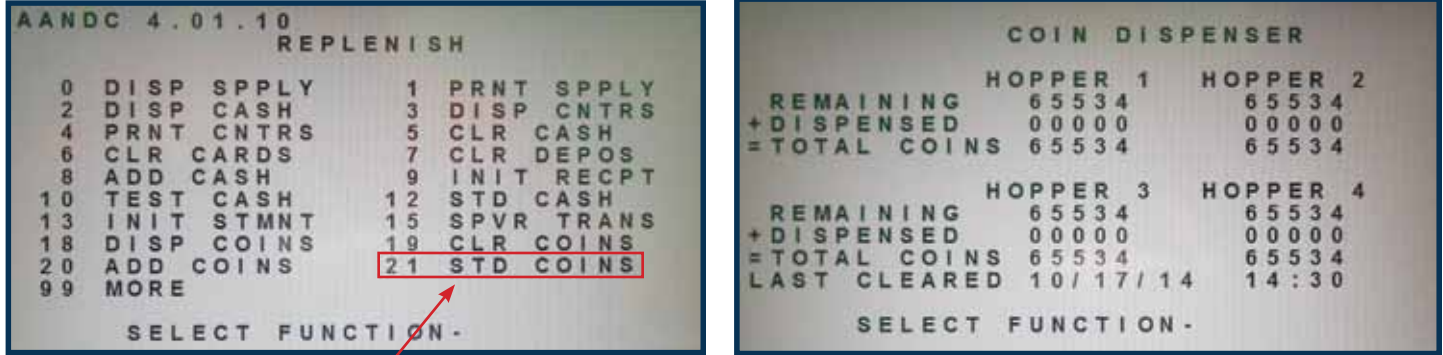 AANDC 4.01.10
REPLENISH
0 DISP SPPLY 1 PRNT SPPLY
2 DISP CASH 3 DISP CNTRS
4 PRNT CNTRS 5 CLR CASH
6 CLR CARDS 7 CLR DEPOS
8 ADD CASH 9 INIT RECPT
10 TEST CASH 12 STD CASH
13 INIT STMNT 15 SPVR TRANS
18 DISP COINS 19 CLR COINS
20 ADD COINS 21 STD COINS
99 MORE
SELECT FUNCTION-
COIN DISPENSER
HOPPER 1 HOPPER 2
REMAINING 65534 65534
+DISPENSED 00000 00000
=TOTAL COINS 65534 65534
HOPPER 3 HOPPER 4
REMAINING 65534 65534
+DISPENSED 00000 00000
=TOTAL COINS 65534 65534
LAST CLEARED 10/17/14 14:30
SELECT FUNCTION-